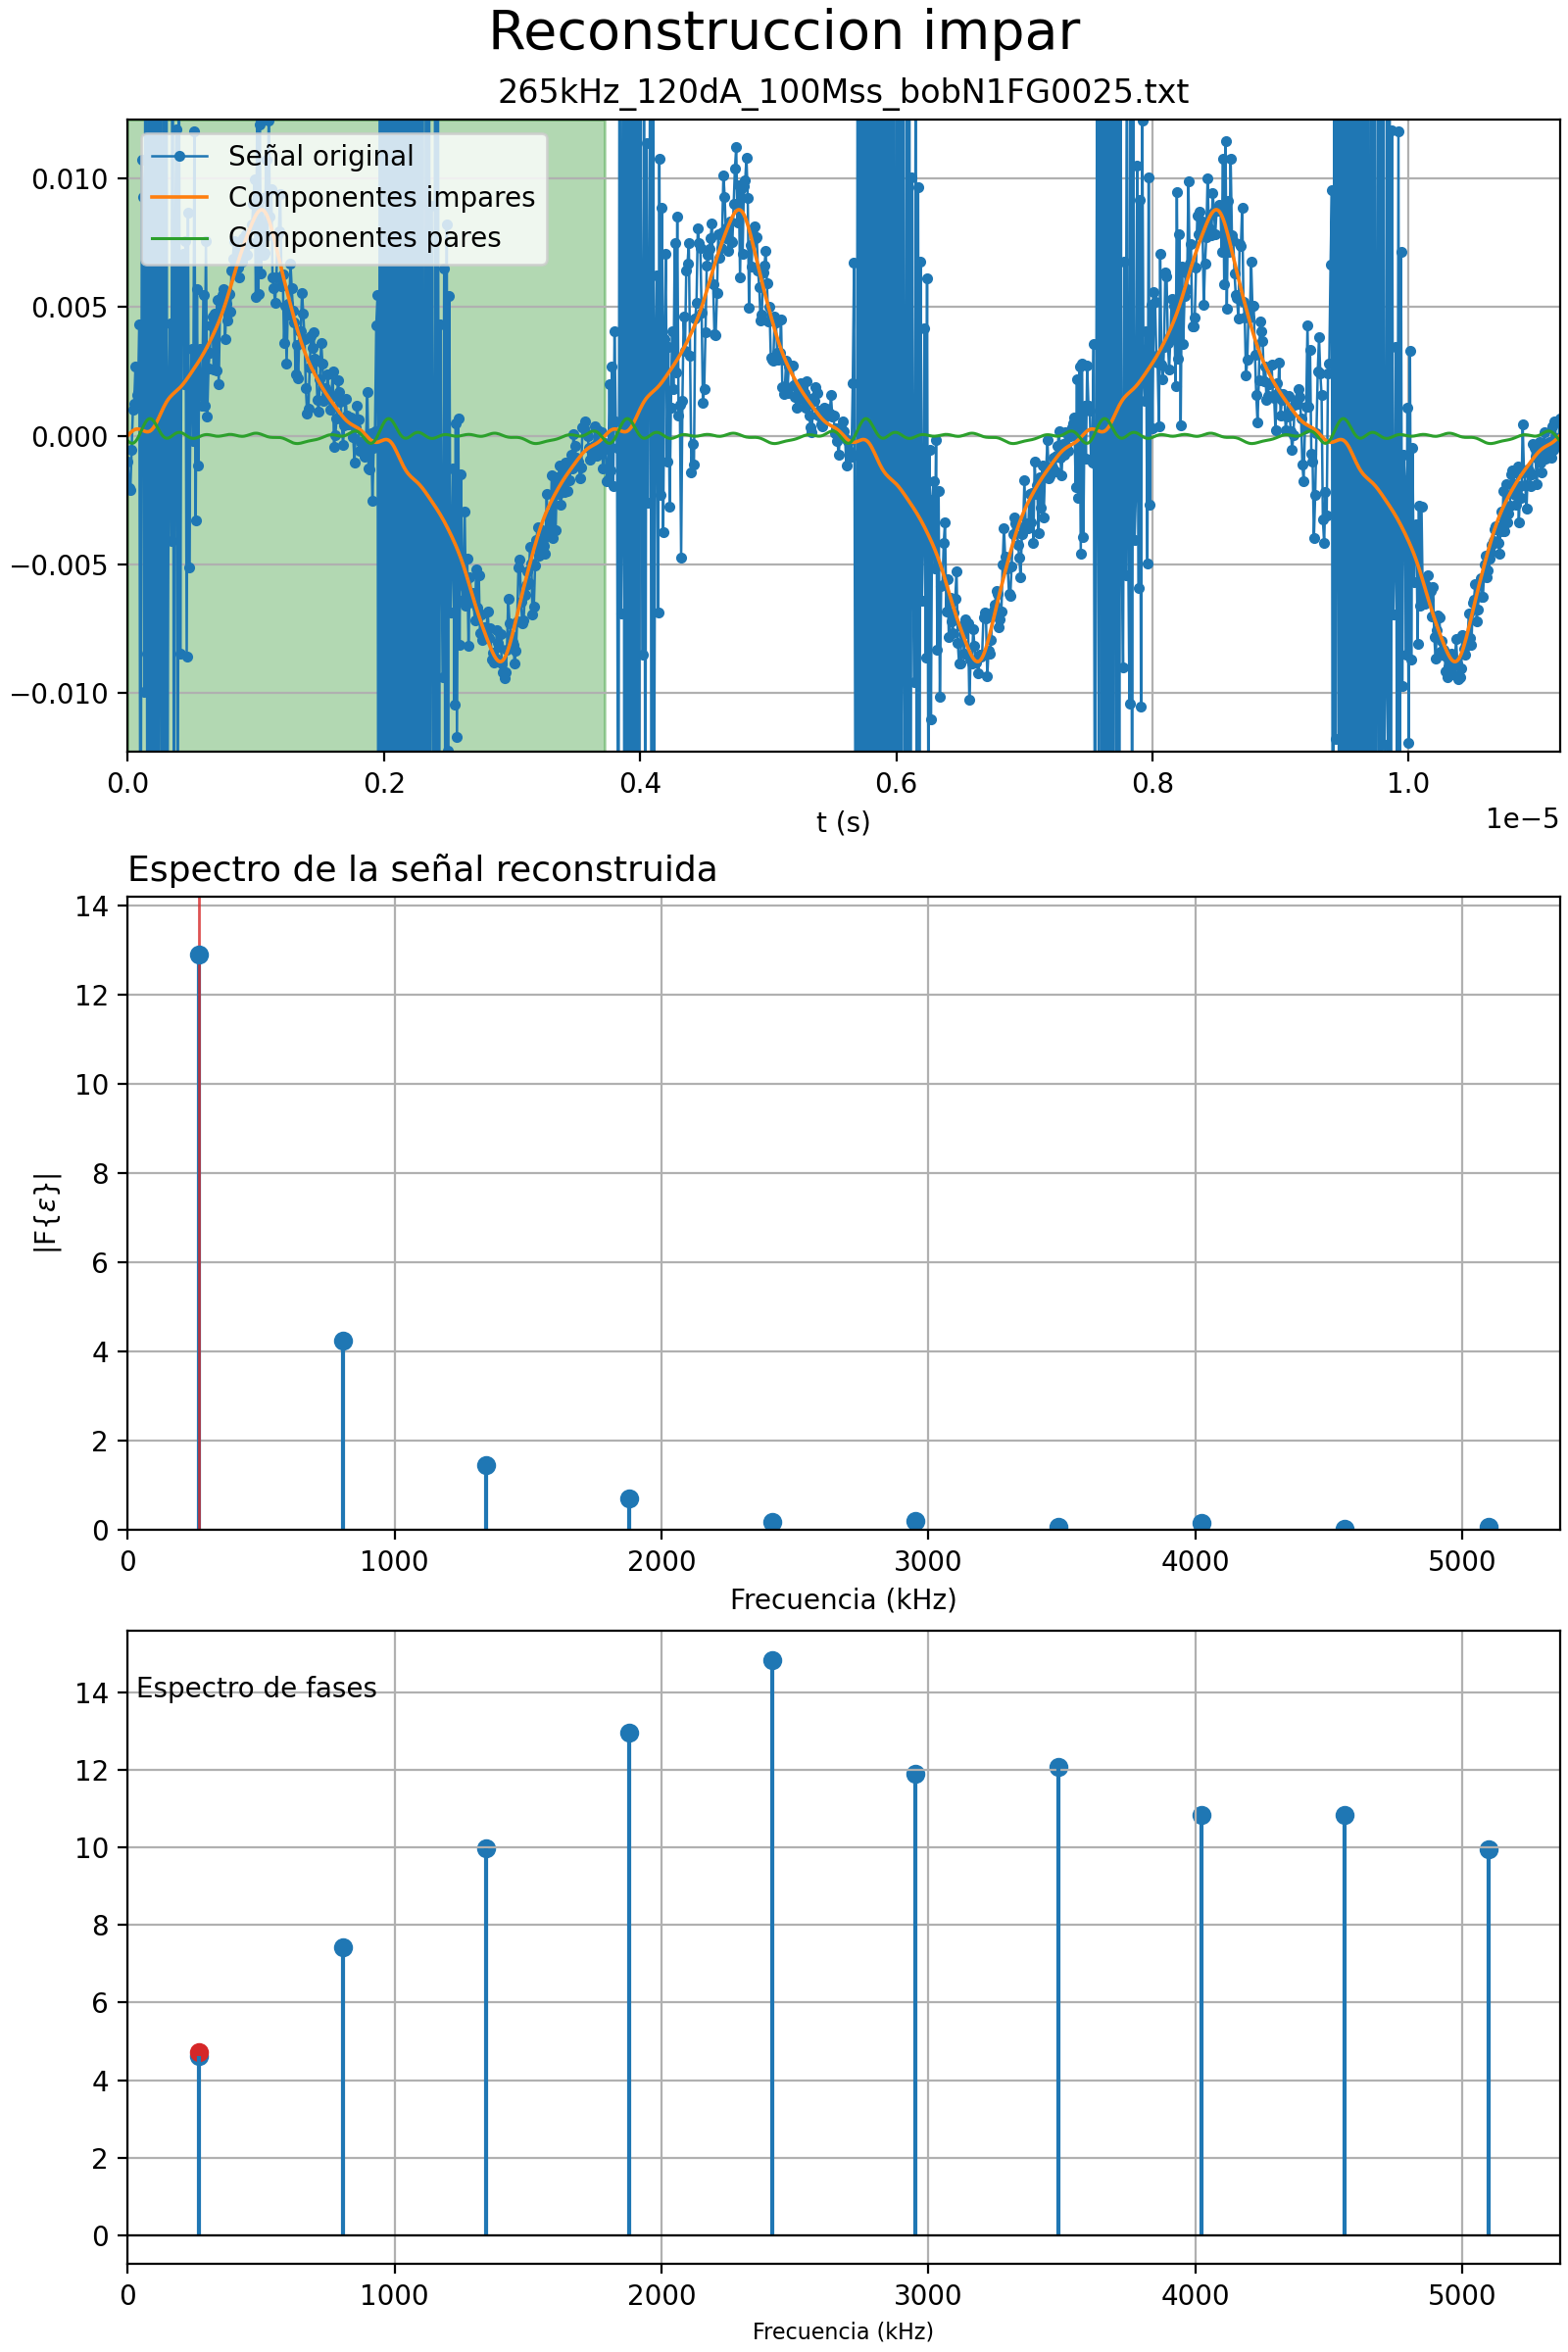 Reconstruccion impar
265kHz_120dA_100Mss_bobN1FG0025.txt
Señal original
Componentes impares
Componentes pares
0.010
0.005
0.000
−0.005
−0.010
0.0 0.2 0.4 0.6 0.8 1.0
1e−5
t (s)
Espectro de la señal reconstruida
14
12
10
8
6
4
2
0
|F{ε}|
0 1000 2000 3000 4000 5000
Frecuencia (kHz)
Espectro de fases
14
12
10
8
6
4
2
0
0 1000 2000 3000 4000 5000
Frecuencia (kHz)